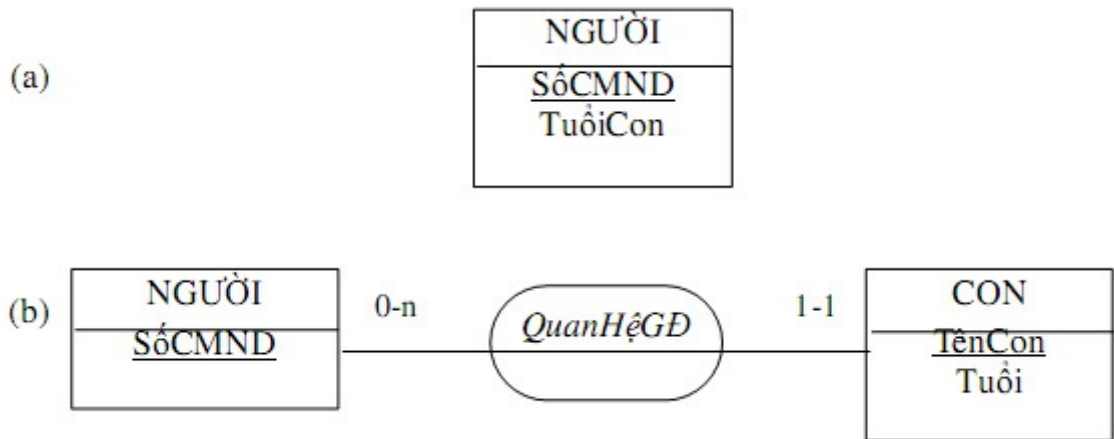 (a)
NGƯỜI
SốCMND
TuổiCon
(b)
NGƯỜI
SốCMND
0-n
QuanHệGĐ
1-1
CON
TênCon
Tuổi